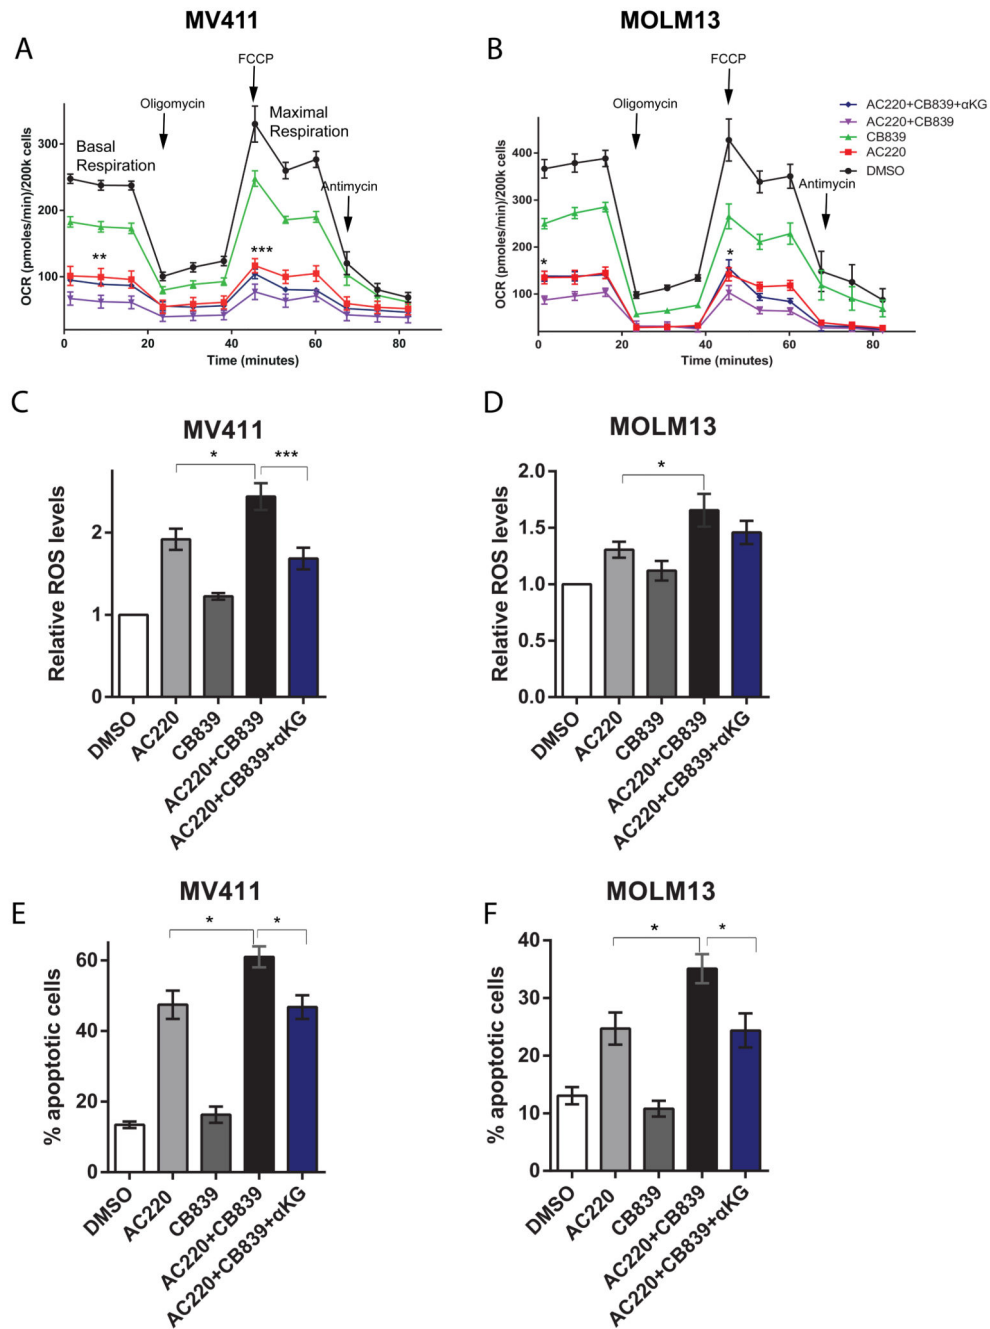 MV411
MOLM13
A
B
FCCP
Oligomycin
Maximal
Respiration
Basal
Respiration
Antimycin
**
***
OCR (pmoles/min)/200k cells
300
200
100
0
20
40
60
80
Time (minutes)
FCCP
Oligomycin
Antimycin
AC220+CB839+αKG
AC220+CB839
CB839
AC220
DMSO
*
*
OCR (pmoles/min)/200k cells
400
300
200
100
0
20
40
60
80
Time (minutes)
C
D
MV411
*
***
Relative ROS levels
2
1
0
DMSO
AC220
CB839
AC220+CB839
AC220+CB839+αKG
MOLM13
*
Relative ROS levels
2.0
1.5
1.0
0.5
0.0
DMSO
AC220
CB839
AC220+CB839
AC220+CB839+αKG
E
F
MV411
*
*
% apoptotic cells
60
40
20
0
DMSO
AC220
CB839
AC220+CB839
AC220+CB839+αKG
MOLM13
*
*
% apoptotic cells
40
30
20
10
0
DMSO
AC220
CB839
AC220+CB839
AC220+CB839+αKG